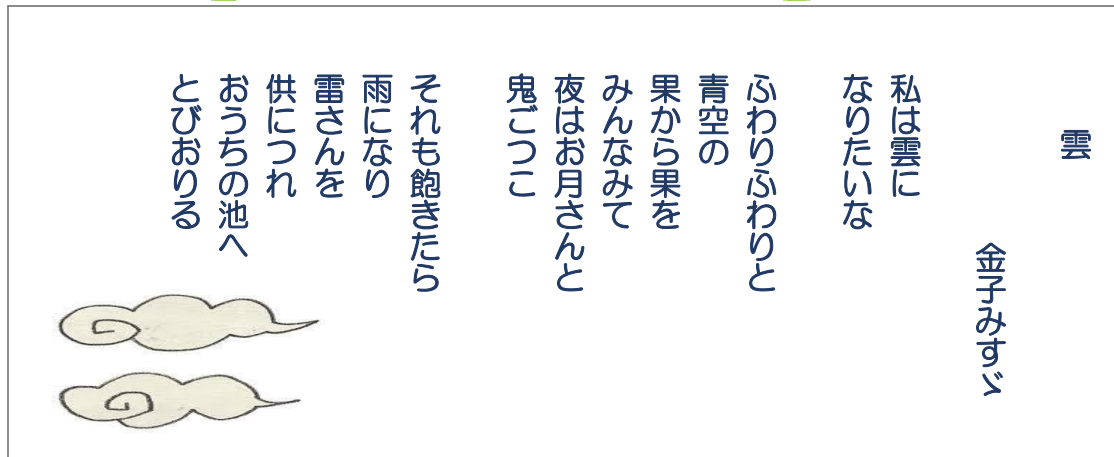 雲
金子みすゞ
私は雲に
なりたいな
ふわりふわりと
青空の
果から果を
みんなみて
夜はお月さんと
鬼ごつこ
それも飽きたら
雨になり
雷さんを
供につれ
おうちの池へ
とびおりる